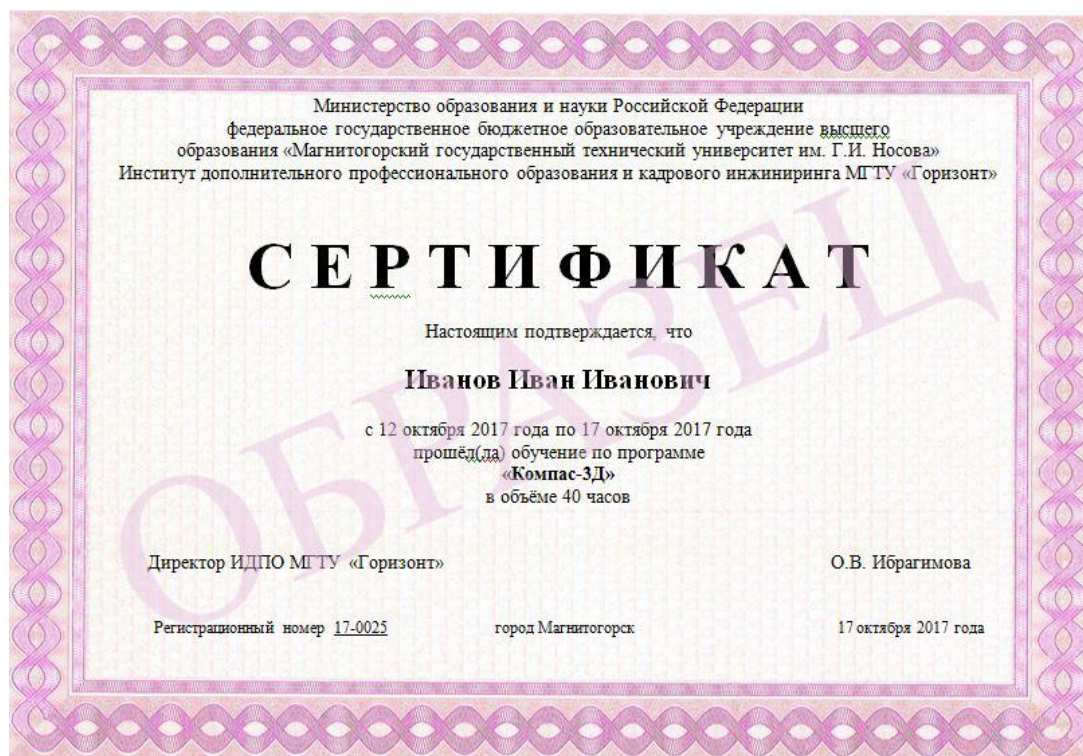 Министерство образования и науки Российской Федерации
федеральное государственное бюджетное образовательное учреждение высшего
образования «Магнитогорский государственный технический университет им. Г.И. Носова»
Институт дополнительного профессионального образования и кадрового инжиниринга МГТУ «Горизонт»
С Е Р Т И Ф И К А Т
Настоящим подтверждается, что
Иванов Иван Иванович
с 12 октября 2017 года по 17 октября 2017 года
прошёл(ла) обучение по программе
«Компас-3Д»
в объёме 40 часов
ОБРАЗЕЦ
Директор ИДПО МГТУ «Горизонт» О.В. Ибрагимова
Регистрационный номер 17-0025 город Магнитогорск 17 октября 2017 года